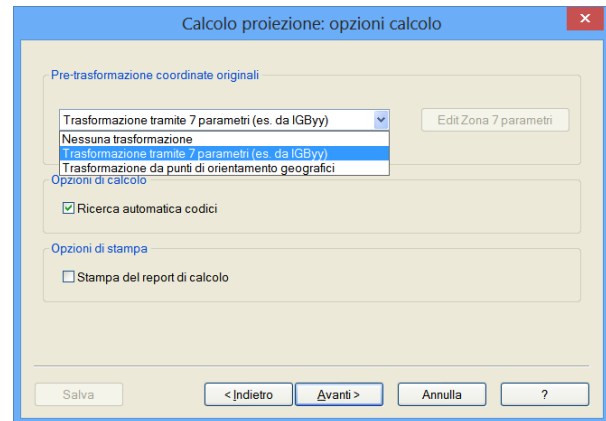 Calcolo proiezione: opzioni calcolo
Pre-trasformazione coordinate originali
Trasformazione tramite 7 parametri (es. da IGByy)
Edit Zona 7 parametri
Nessuna trasformazione
Trasformazione tramite 7 parametri (es. da IGByy)
Trasformazione da punti di orientamento geografici
Opzioni di calcolo
Ricerca automatica codici
Opzioni di stampa
Stampa del report di calcolo
Salva
< Indietro
Avanti >
Annulla
?